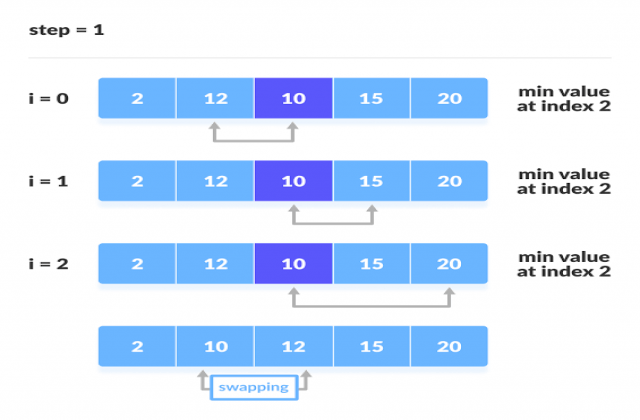 step = 1
i = 0 2 12 10 15 20 min value
at index 2
i = 1 2 12 10 15 20 min value
at index 2
i = 2 2 12 10 15 20 min value
at index 2
2 10 12 15 20
swapping